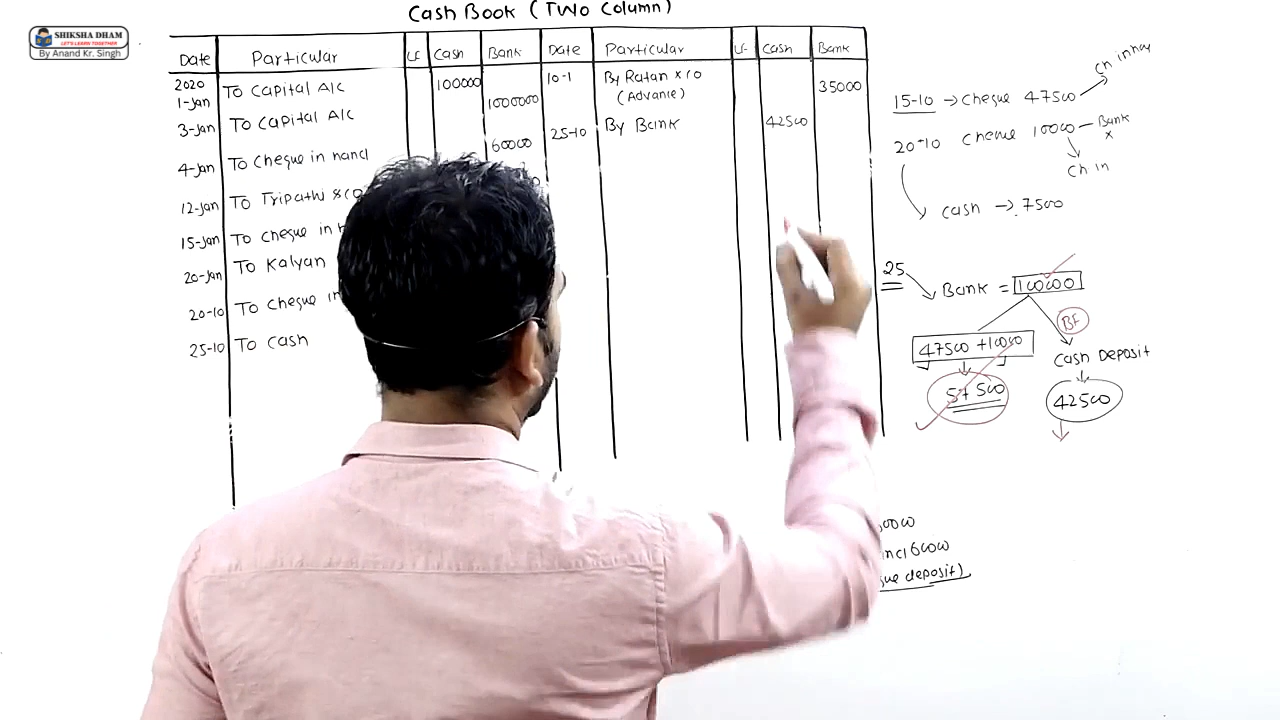 SHIKSHA DHAM
LET'S LEARN TOGETHER
By Anand Kr. Singh
Cash Book (Two Column)
Date Particular LF Cash Bank Date Particular LF Cash Bank
2020
1-Jan To Capital A/c 100000
3-Jan To Capital A/c 1000000
4-Jan To Cheque in hand 60000
12-Jan To Tripathi & Co
15-Jan To Cheque in
20-Jan To Kalyan
20-10 To Cheque in
25-10 To Cash
10-1 By Ratan & Co 35000
(Advance)
25-10 By Bank 42500
15-10 → Cheque 47500
20-10 Cheque 10000 Bank
x
Ch in
Cash → 7500
25
Bank = 100000
47500 + 10000
BF
Cash Deposit
57500
42500
0000
60000
deposit)